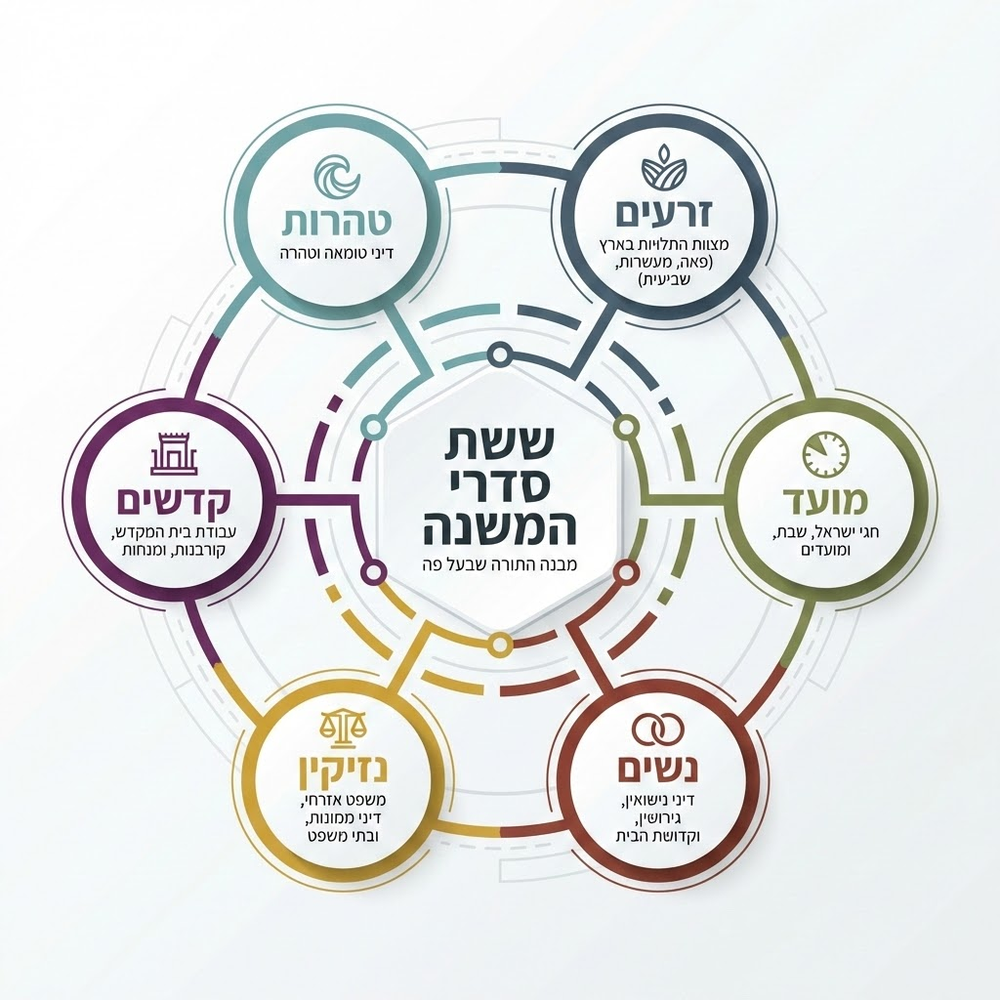 ששת
סדרי
המשנה
מבנה התורה שבעל פה
זרעים
מצוות התלויות בארץ
(פאה, מעשרות,
שביעית)
מועד
חגי ישראל, שבת,
ומועדים
נשים
דיני נישואין,
גירושין,
וקדושת הבית
נזיקין
משפט אזרחי,
דיני ממונות,
ובתי משפט
קדשים
עבודת בית המקדש,
קורבנות, ומנחות
טהרות
דיני טומאה וטהרה